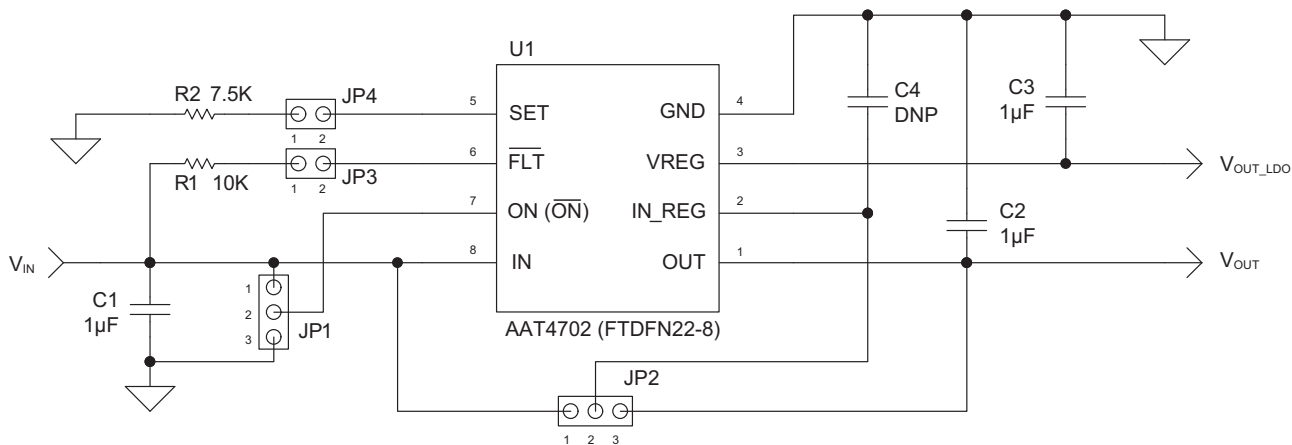 U1
R2 7.5K
JP4
1 2
5
SET
GND
4
C4
DNP
C3
1µF
R1 10K
JP3
1 2
6
FLT
VREG
3
V_OUT_LDO
7
ON (ON)
IN_REG
2
C2
1µF
V_IN
8
IN
OUT
1
V_OUT
C1
1µF
1
2
3
JP1
AAT4702 (FTDFN22-8)
JP2
1 2 3